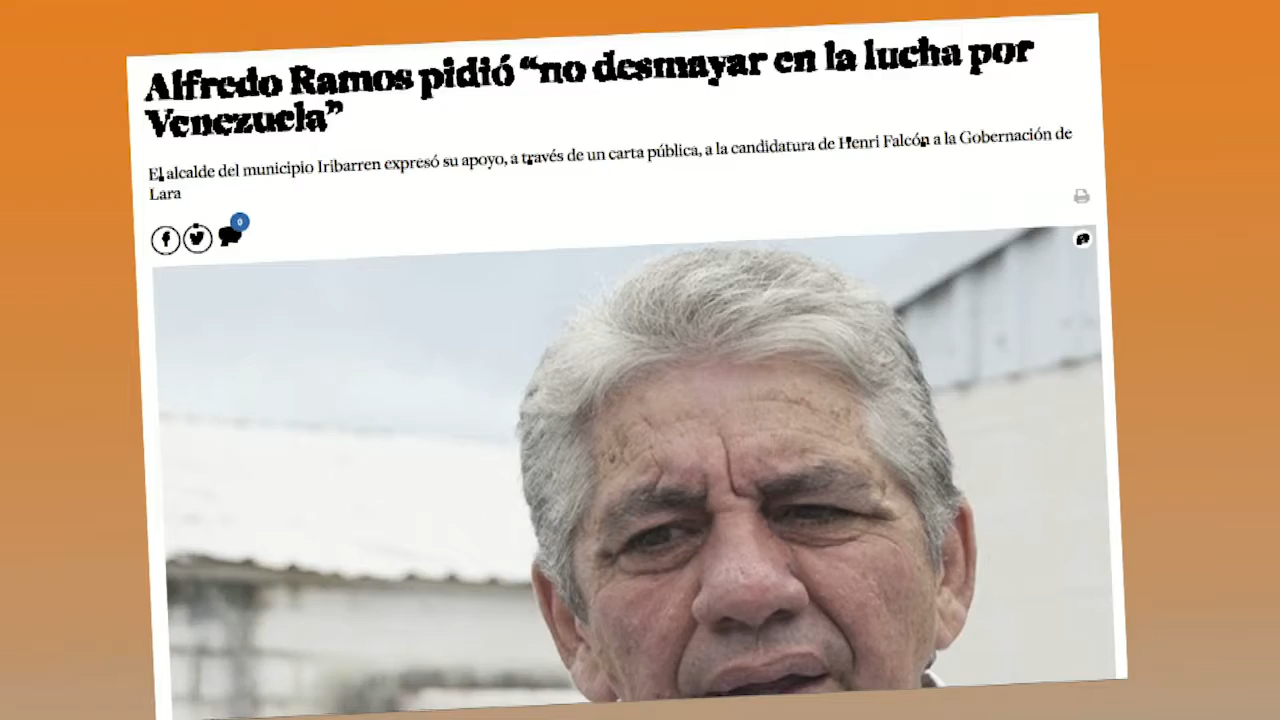 Alfredo Ramos pidió “no desmayar en la lucha por
Venezuela”
El alcalde del municipio Iribarren expresó su apoyo, a través de un carta pública, a la candidatura de Henri Falcón a la Gobernación de
Lara
0